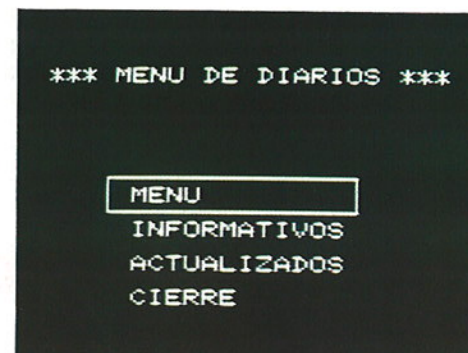 *** MENU DE DIARIOS ***
MENU
INFORMATIVOS
ACTUALIZADOS
CIERRE